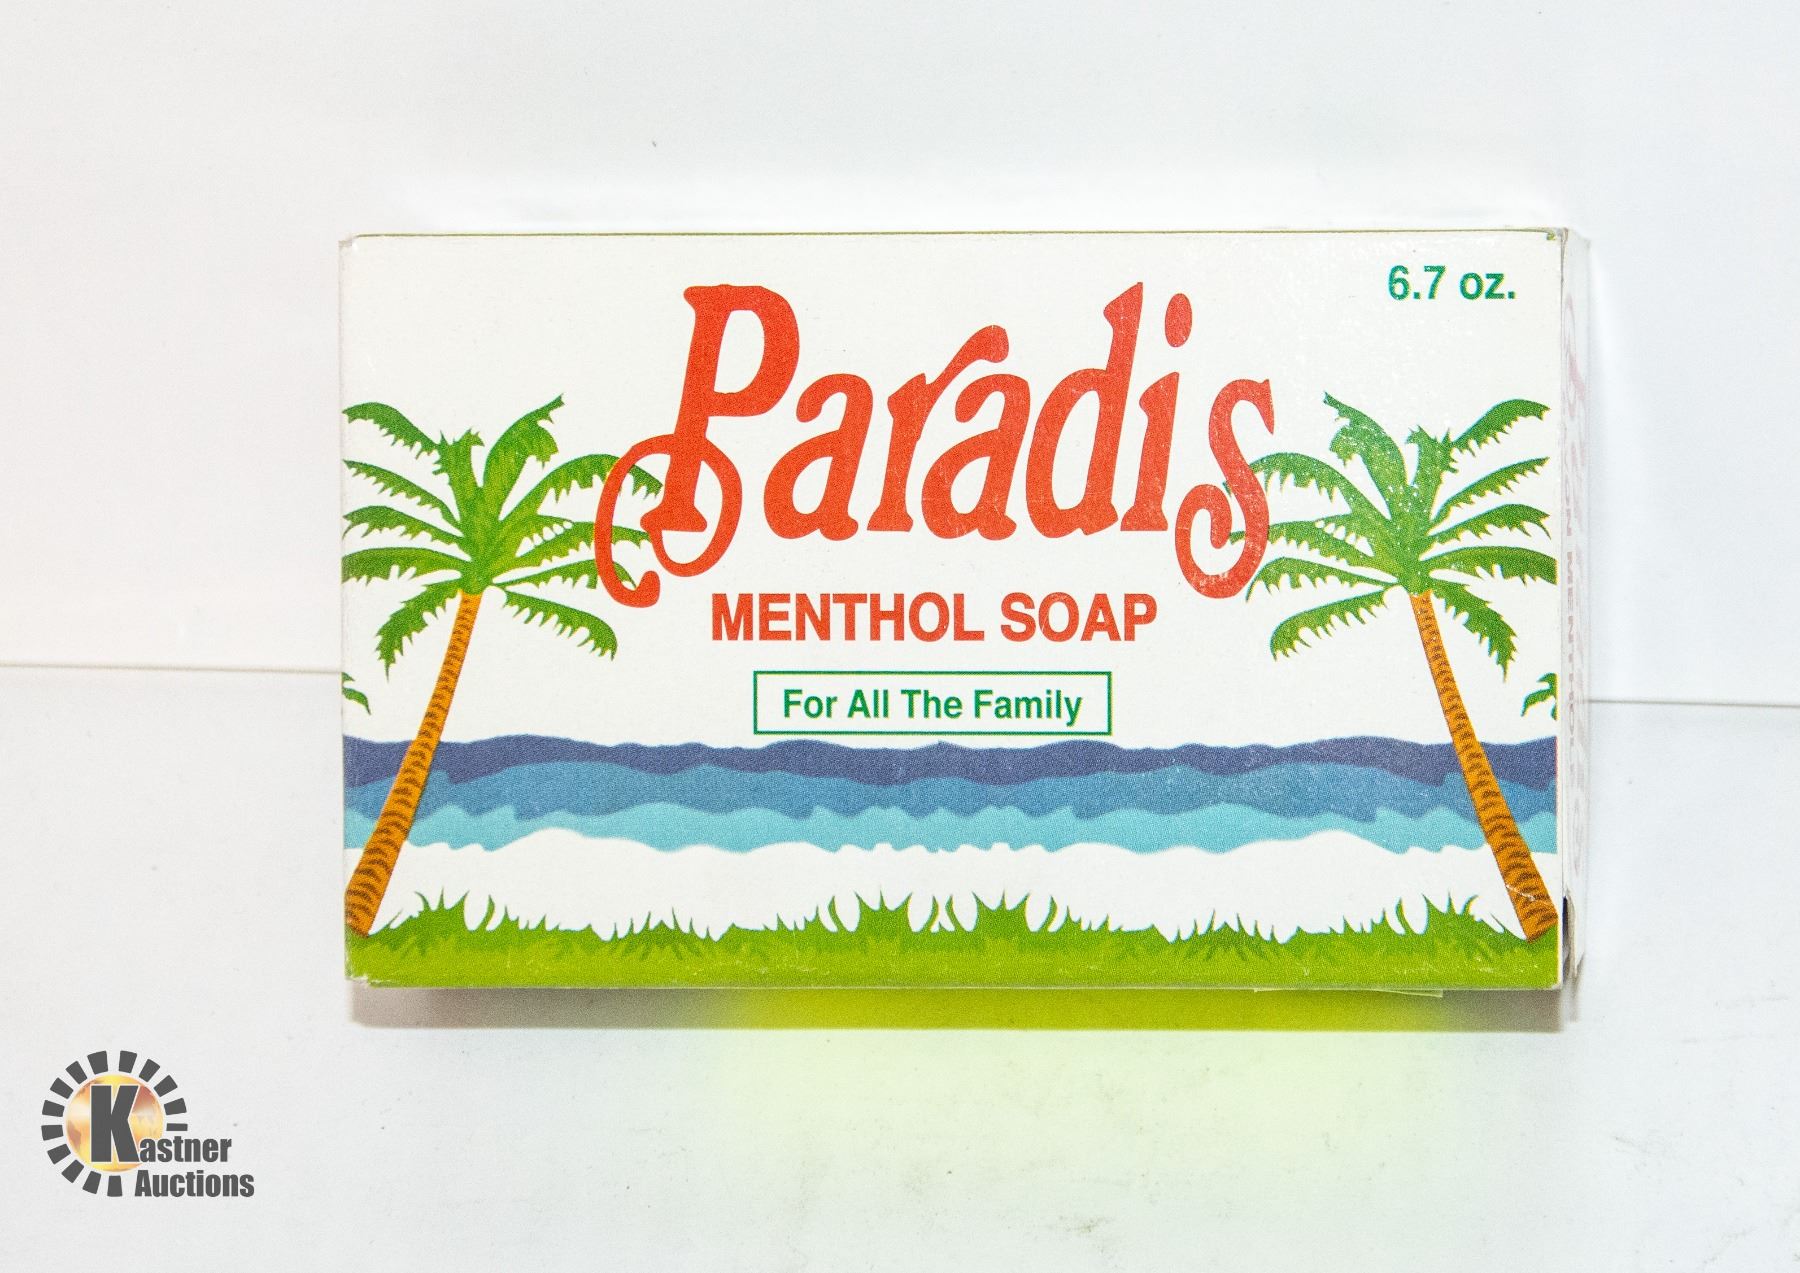 6.7 oz.
Paradis
MENTHOL SOAP
For All The Family
Kastner
Auctions